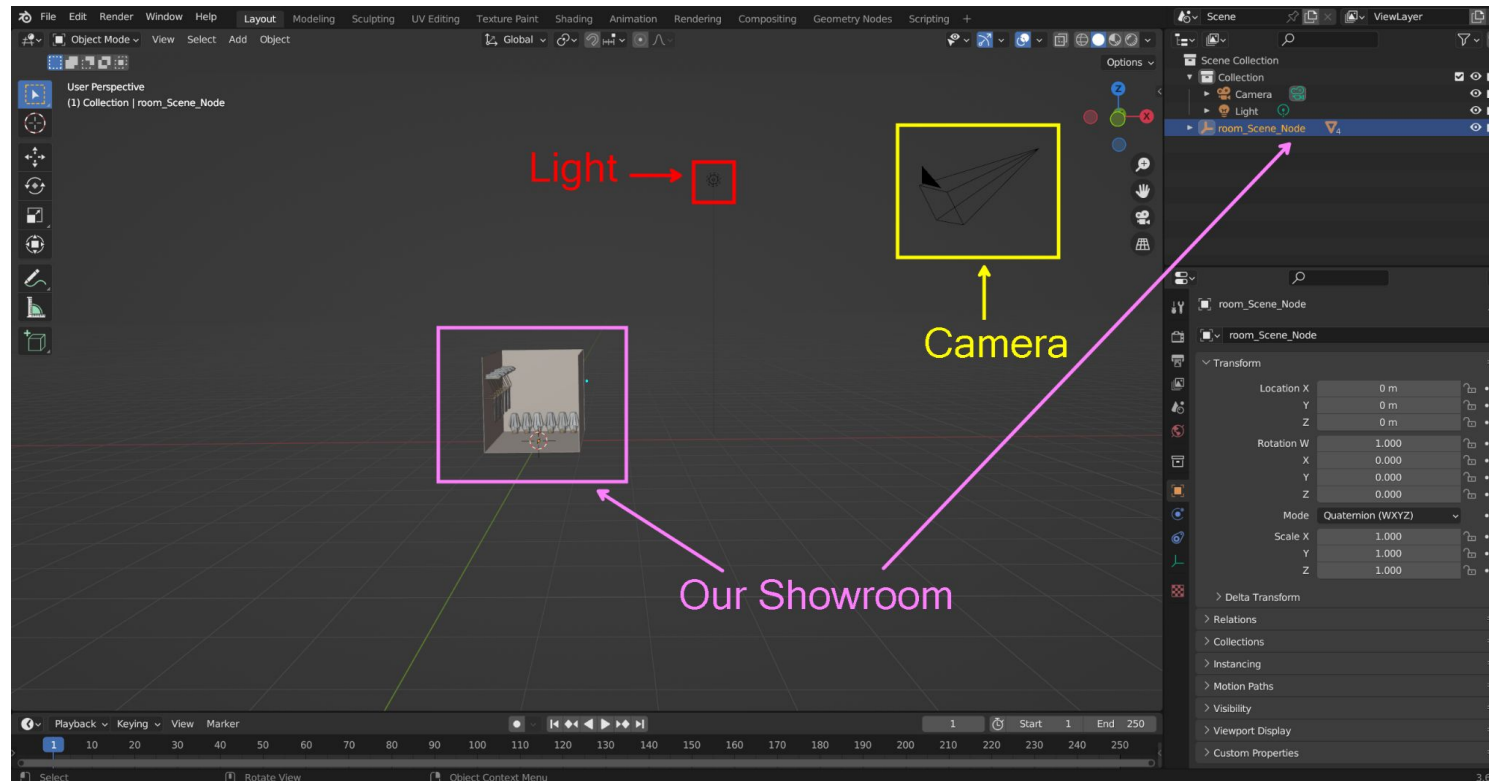 File Edit Render Window Help Layout Modeling Sculpting UV Editing Texture Paint Shading Animation Rendering Compositing Geometry Nodes Scripting + Scene ViewLayer
Object Mode View Select Add Object Global
Options
User Perspective
(1) Collection | room_Scene_Node
Z
X
Light
Camera
Our Showroom
Scene Collection
Collection
Camera
Light
room_Scene_Node 4
room_Scene_Node
room_Scene_Node
Transform
Location X 0 m
Y 0 m
Z 0 m
Rotation W 1.000
X 0.000
Y 0.000
Z 0.000
Mode Quaternion (WXYZ)
Scale X 1.000
Y 1.000
Z 1.000
Delta Transform
Relations
Collections
Instancing
Motion Paths
Visibility
Viewport Display
Custom Properties
Playback Keying View Marker 1 Start 1 End 250
1 10 20 30 40 50 60 70 80 90 100 110 120 130 140 150 160 170 180 190 200 210 220 230 240 250
Select Rotate View Object Context Menu